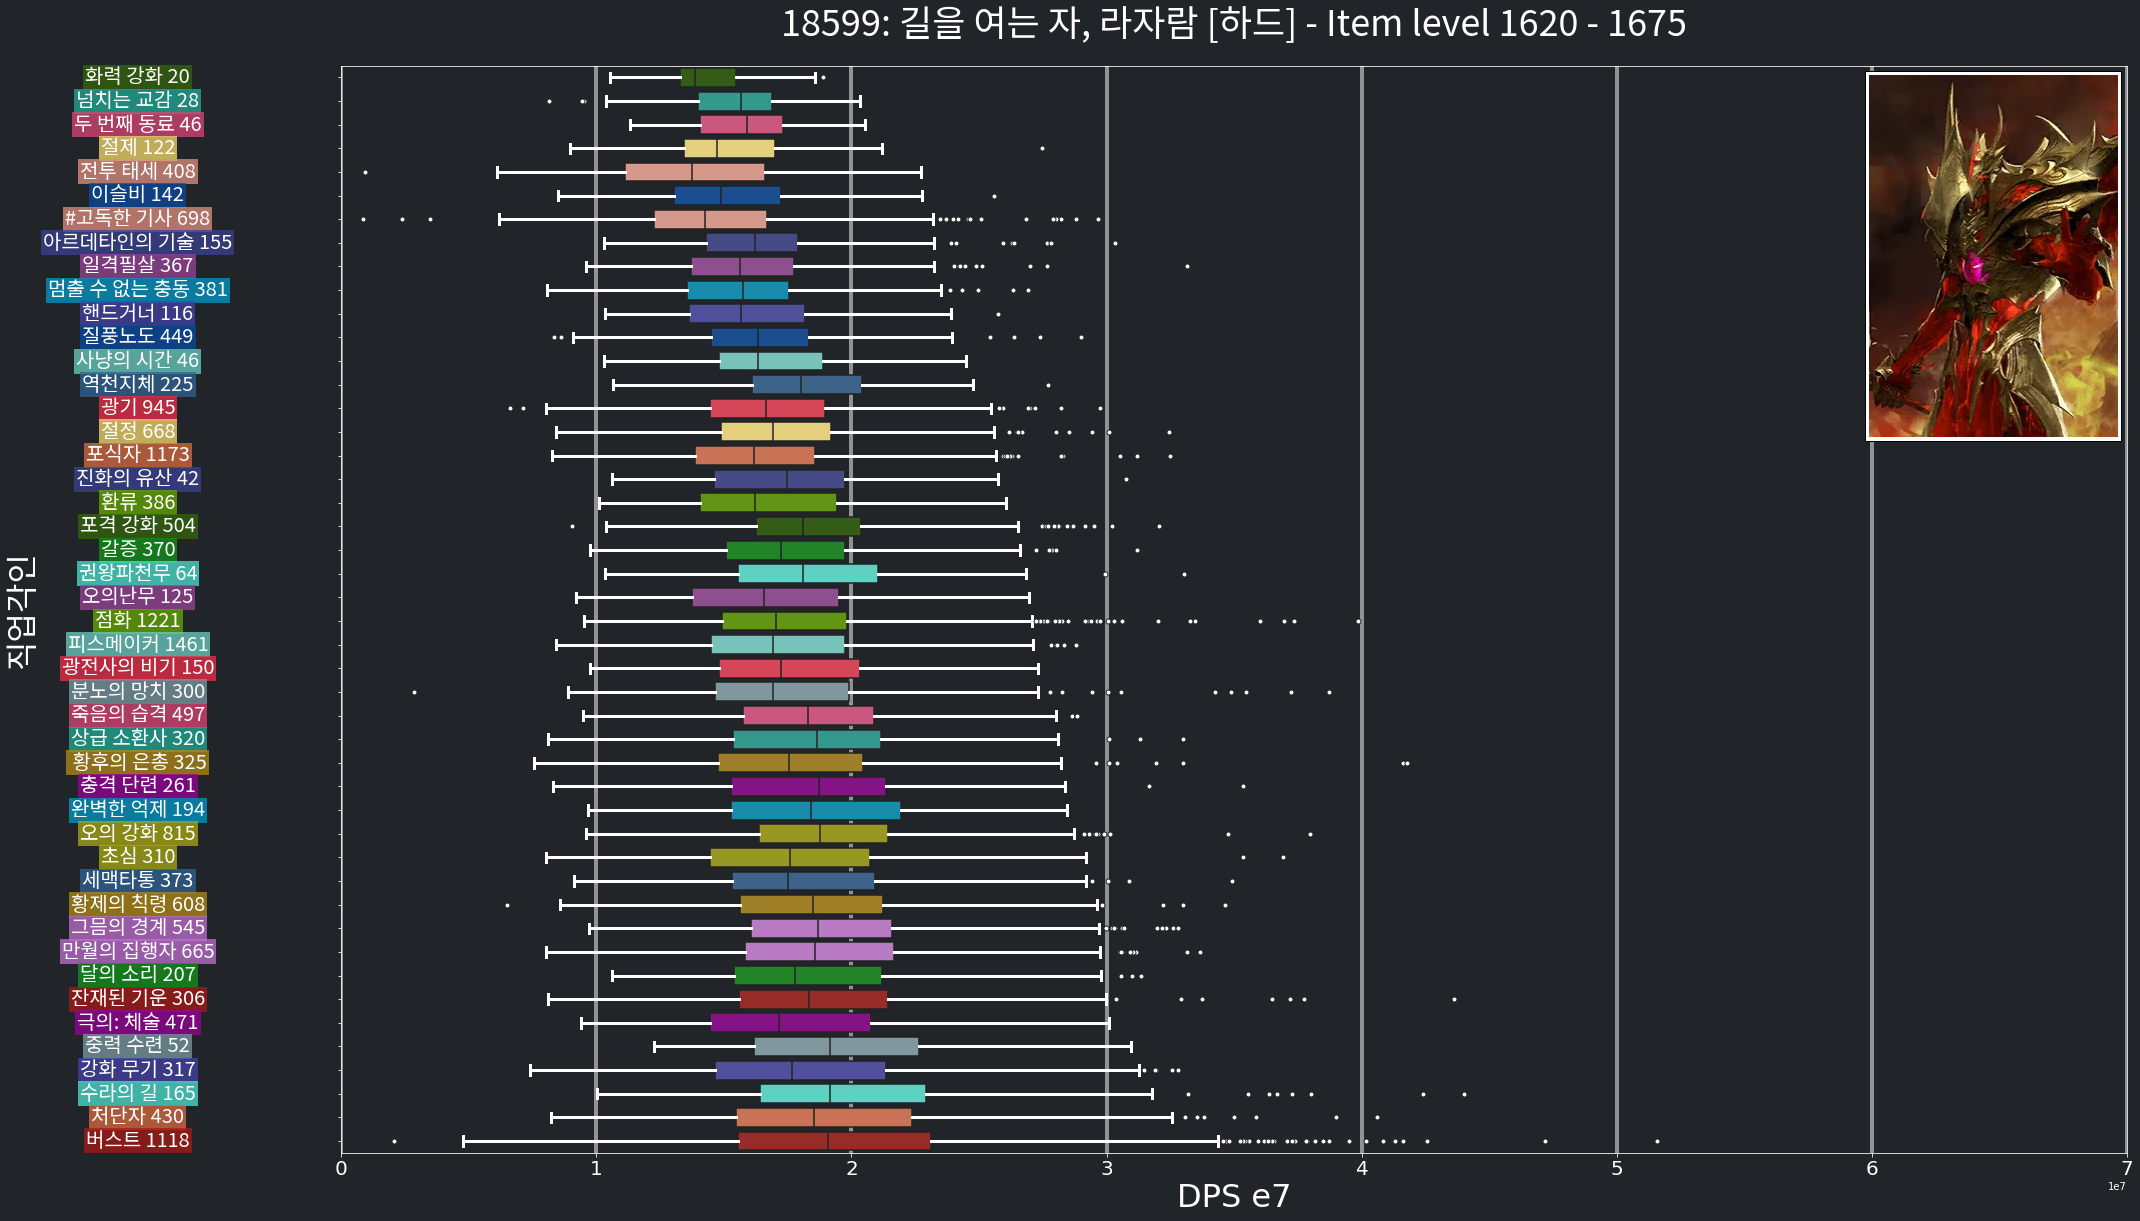 18599: 길을 여는 자, 라자람 [하드] - Item level 1620 - 1675
화력 강화 20
넘치는 교감 28
두 번째 동료 46
절제 122
전투 태세 408
이슬비 142
#고독한 기사 698
아르데타인의 기술 155
일격필살 367
멈출 수 없는 충동 381
핸드거너 116
질풍노도 449
사냥의 시간 46
역천지체 225
광기 945
절정 668
포식자 1173
진화의 유산 42
환류 386
포격 강화 504
갈증 370
권왕파천무 64
오의난무 125
점화 1221
피스메이커 1461
광전사의 비기 150
분노의 망치 300
죽음의 습격 497
상급 소환사 320
황후의 은총 325
충격 단련 261
완벽한 억제 194
오의 강화 815
초심 310
세맥타통 373
황제의 칙령 608
그믐의 경계 545
만월의 집행자 665
달의 소리 207
잔재된 기운 306
극의: 체술 471
중력 수련 52
강화 무기 317
수라의 길 165
처단자 430
버스트 1118
직업각인
0 1 2 3 4 5 6 7
DPS e7
1e7